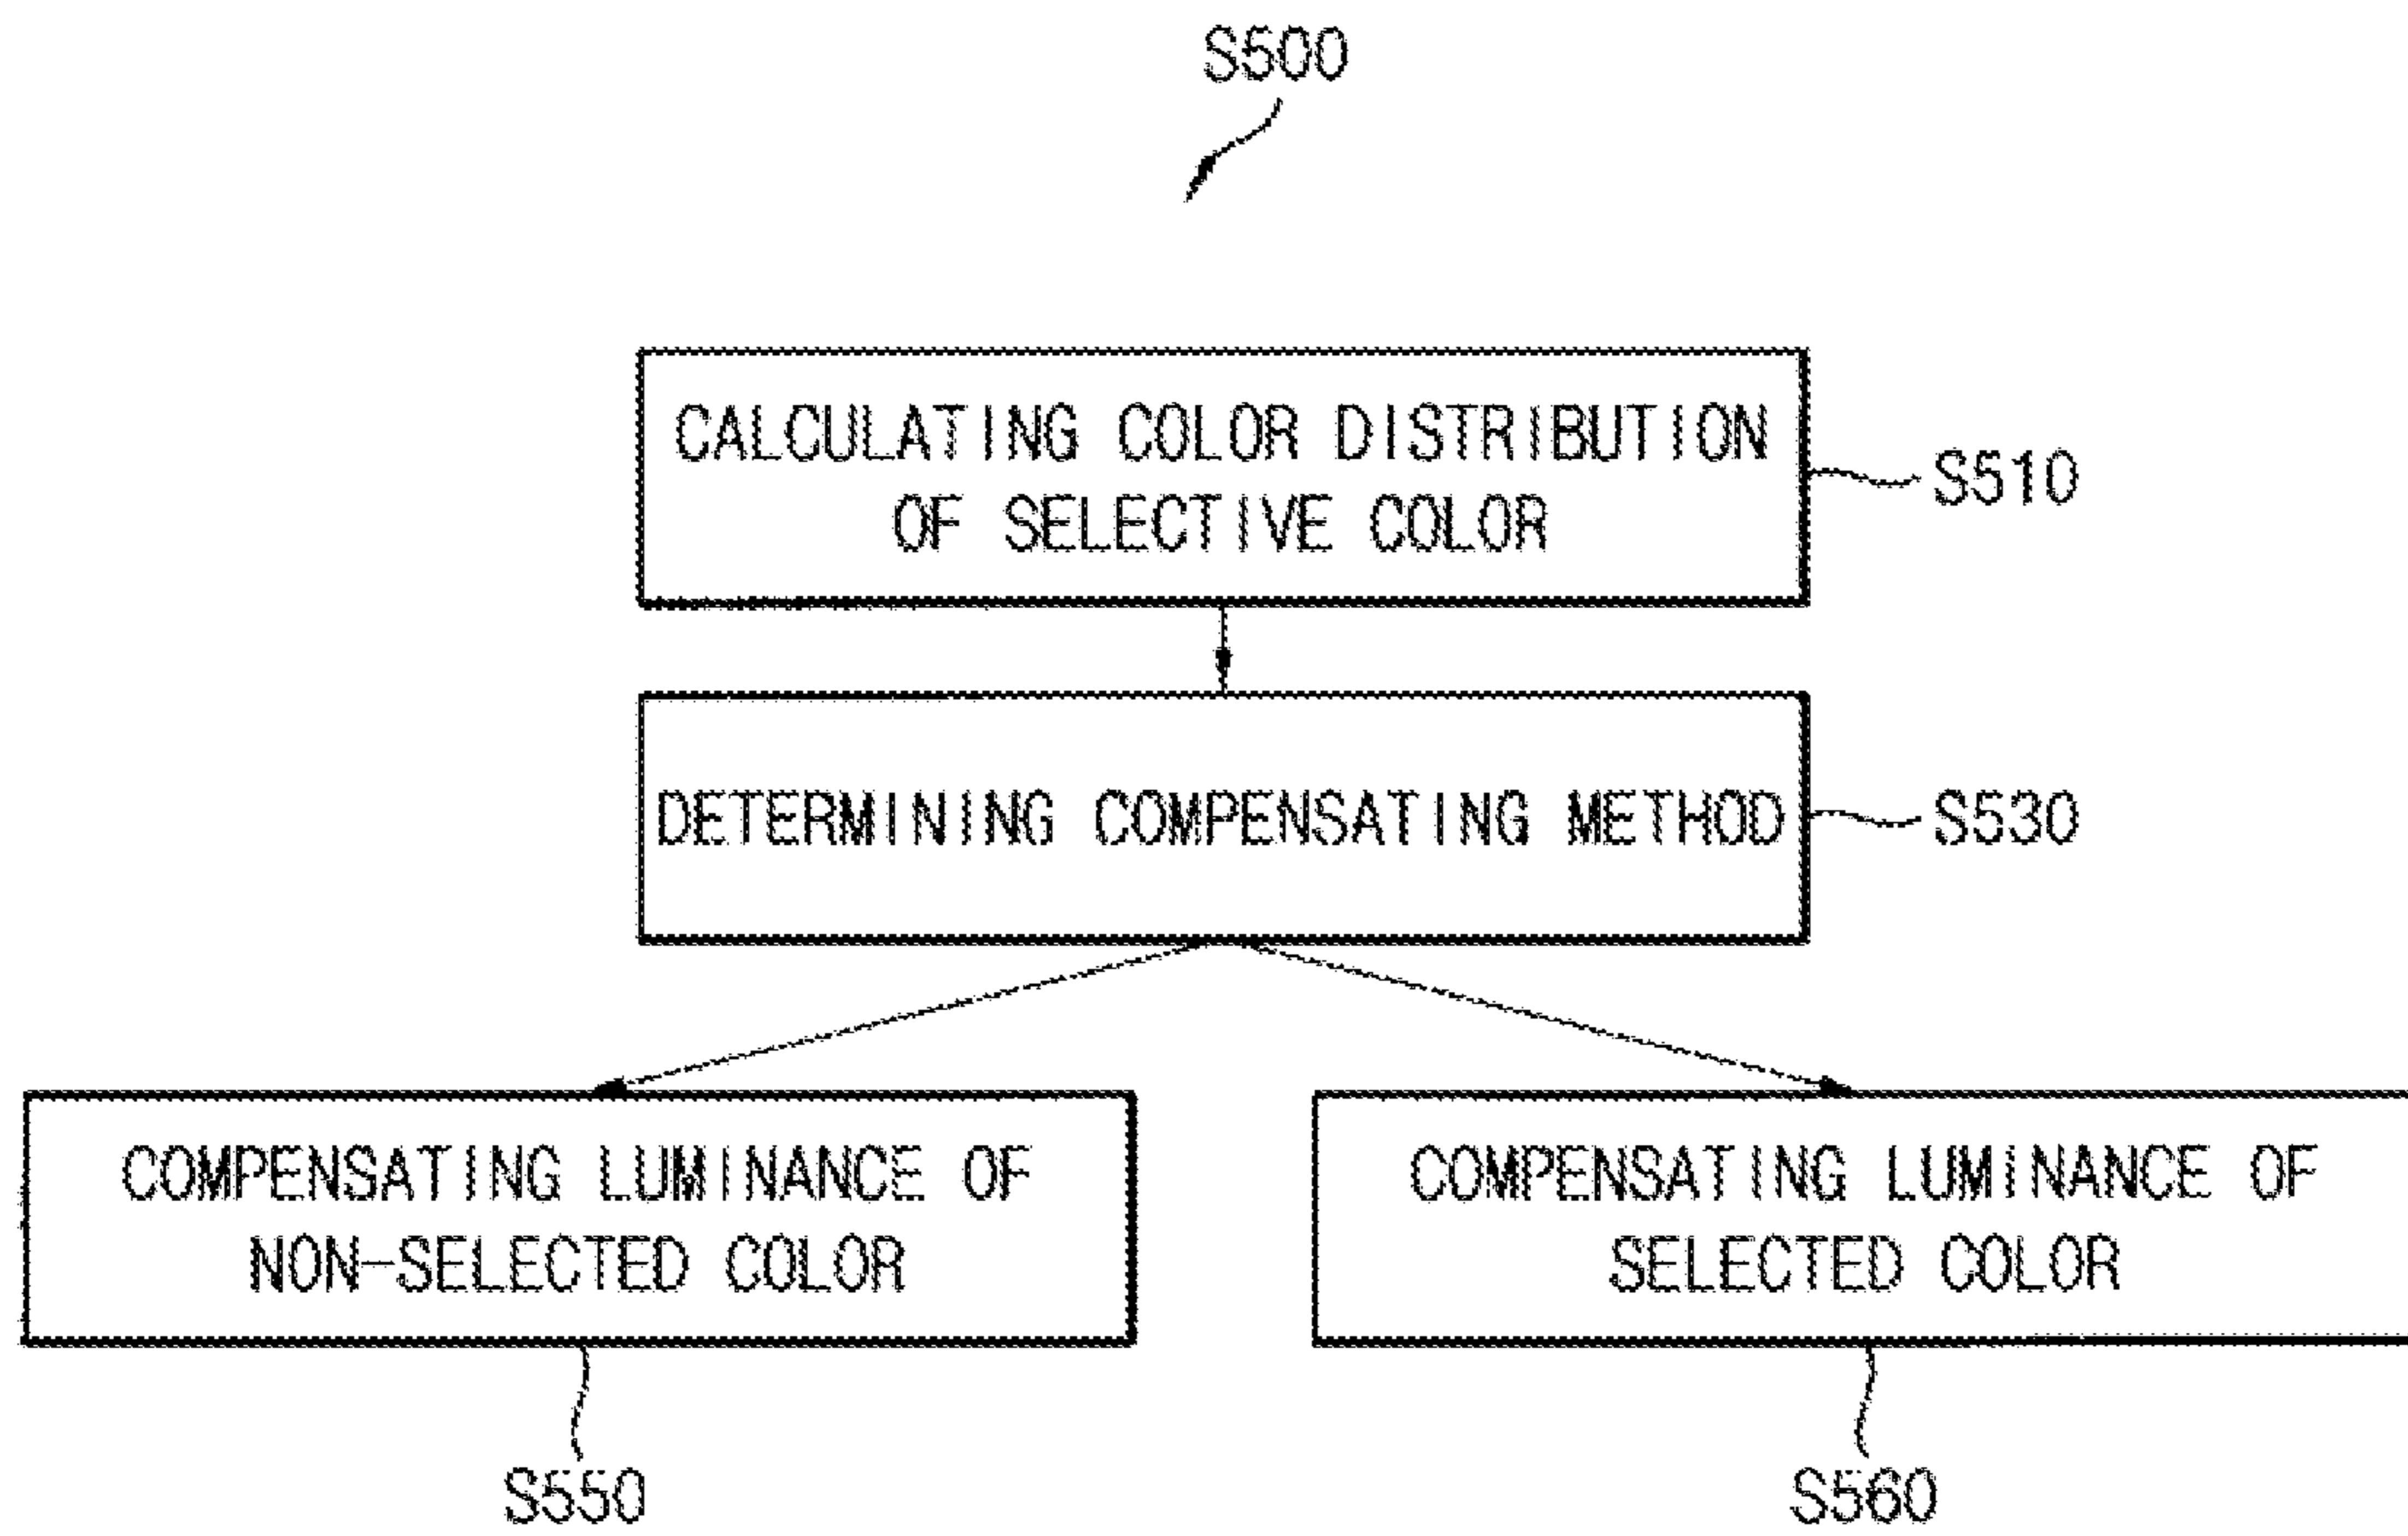 S500
CALCULATING COLOR DISTRIBUTION
OF SELECTIVE COLOR
S510
DETERMINING COMPENSATING METHOD
S530
COMPENSATING LUMINANCE OF
NON-SELECTED COLOR
COMPENSATING LUMINANCE OF
SELECTED COLOR
S550
S560